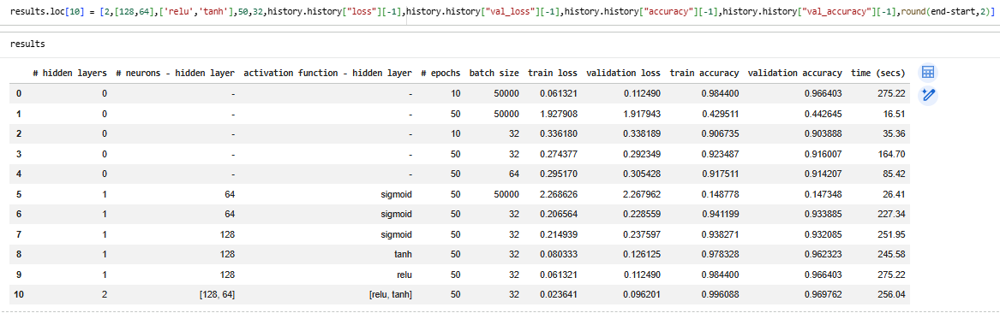 results.loc[10] = [2,[128,64],['relu','tanh'],50,32,history.history["loss"][-1],history.history["val_loss"][-1],history.history["accuracy"][-1],history.history["val_accuracy"][-1],round(end-start,2)]
results
# hidden layers # neurons - hidden layer activation function - hidden layer # epochs batch size train loss validation loss train accuracy validation accuracy time (secs)
0 0 - - 10 50000 0.061321 0.112490 0.984400 0.966403 275.22
1 0 - - 50 50000 1.927908 1.917943 0.429511 0.442645 16.51
2 0 - - 10 32 0.336180 0.338189 0.906735 0.903888 35.36
3 0 - - 50 32 0.274377 0.292349 0.923487 0.916007 164.70
4 0 - - 50 64 0.295170 0.305428 0.917511 0.914207 85.42
5 1 64 sigmoid 50 50000 2.268626 2.267962 0.148778 0.147348 26.41
6 1 64 sigmoid 50 32 0.206564 0.228559 0.941199 0.933885 227.34
7 1 128 sigmoid 50 32 0.214939 0.237597 0.938271 0.932085 251.95
8 1 128 tanh 50 32 0.080333 0.126125 0.978328 0.962323 245.58
9 1 128 relu 50 32 0.061321 0.112490 0.984400 0.966403 275.22
10 2 [128, 64] [relu, tanh] 50 32 0.023641 0.096201 0.996088 0.969762 256.04